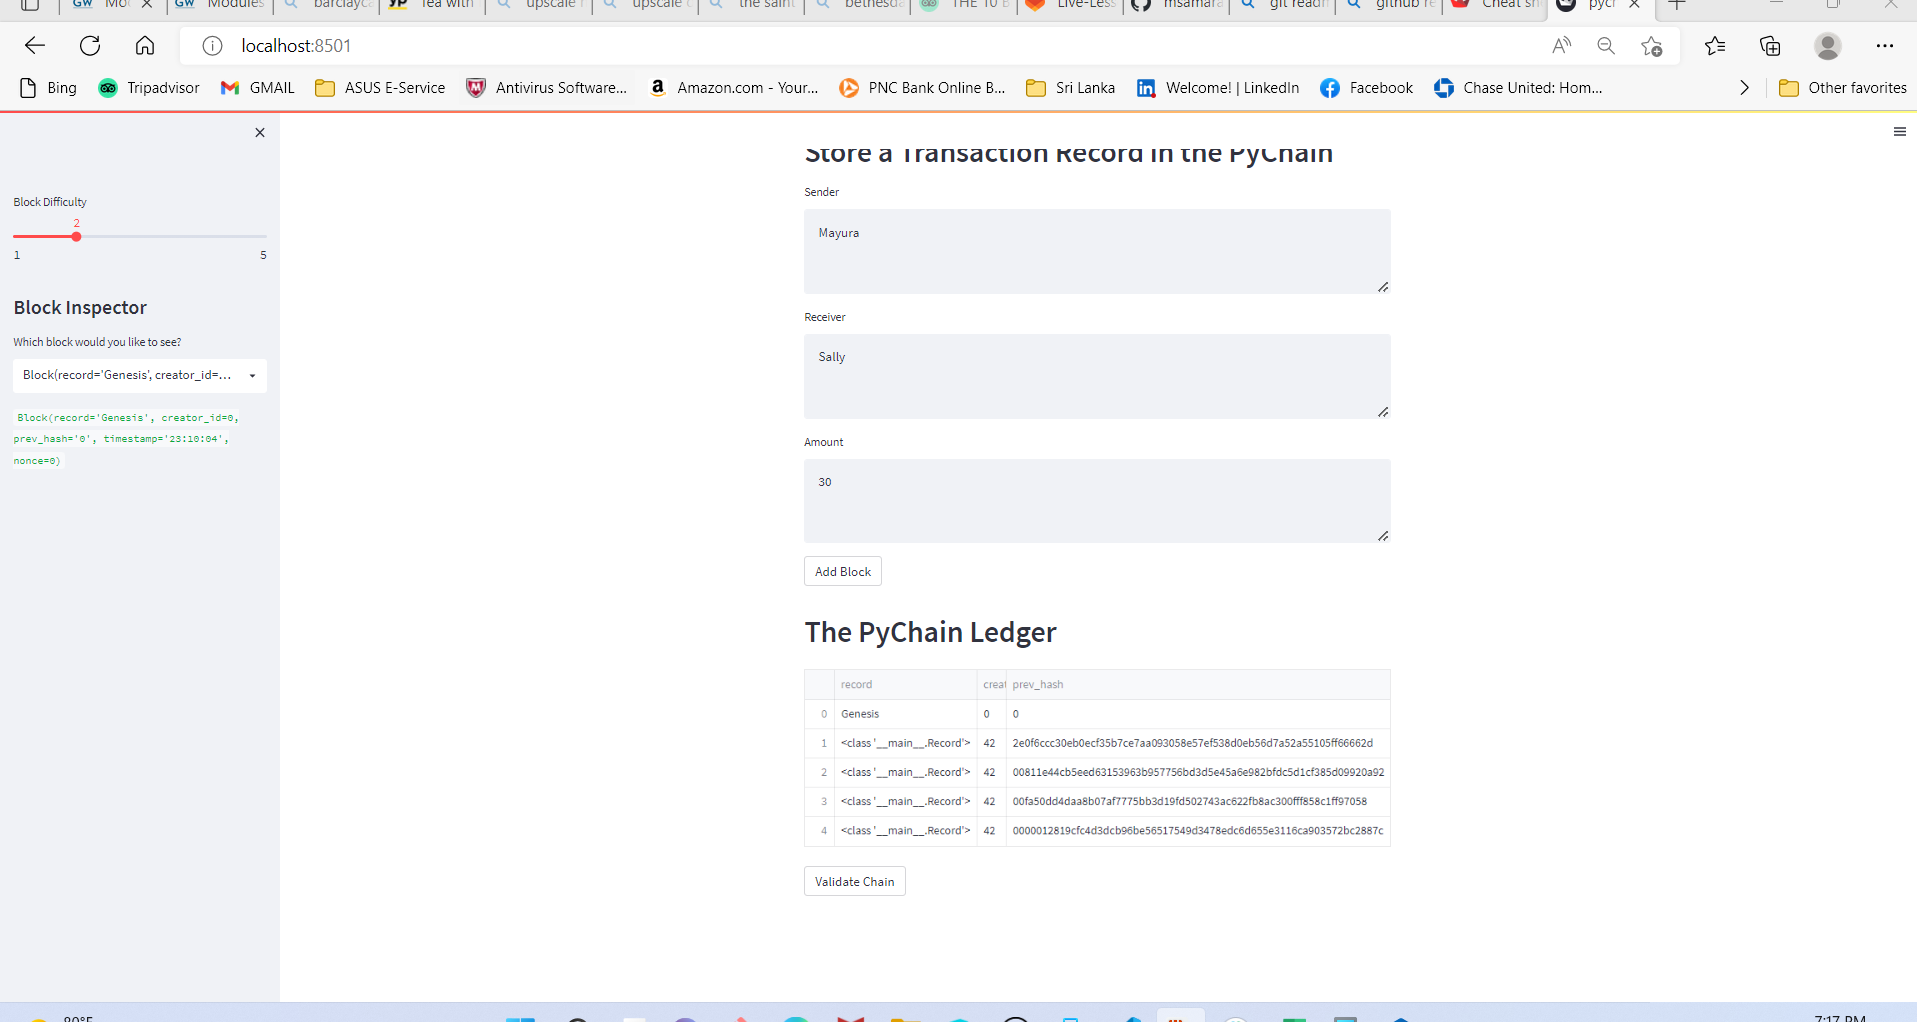 GW
GW Modules
barclayca
yp Tea with
upscale r
upscale c
the saint
bethesda
THE 10 B
Live-Less
msamara
git readm
github re
Cheat she
pycr
localhost:8501
Bing
Tripadvisor
GMAIL
ASUS E-Service
Antivirus Software...
Amazon.com - Your...
PNC Bank Online B...
Sri Lanka
Welcome! | LinkedIn
Facebook
Chase United: Hom...
Other favorites
Block Difficulty
2
1 5
Block Inspector
Which block would you like to see?
Block(record='Genesis', creator_id=...
Block(record='Genesis', creator_id=0,
prev_hash='0', timestamp='23:10:04',
nonce=0)
Store a Transaction Record in the PyChain
Sender
Mayura
Receiver
Sally
Amount
30
Add Block
The PyChain Ledger
record creat prev_hash
0 Genesis 0 0
1 <class '__main__.Record'> 42 2e0f6ccc30eb0ecf35b7ce7aa093058e57ef538d0eb56d7a52a55105ff66662d
2 <class '__main__.Record'> 42 00811e44cb5eed63153963b957756bd3d5e45a6e982bfdc5d1cf385d09920a92
3 <class '__main__.Record'> 42 00fa50dd4daa8b07af7775bb3d19fd502743ac622fb8ac300fff858c1ff97058
4 <class '__main__.Record'> 42 0000012819cfc4d3dcb96be56517549d3478edc6d655e3116ca903572bc2887c
Validate Chain
80°F
7:17 PM